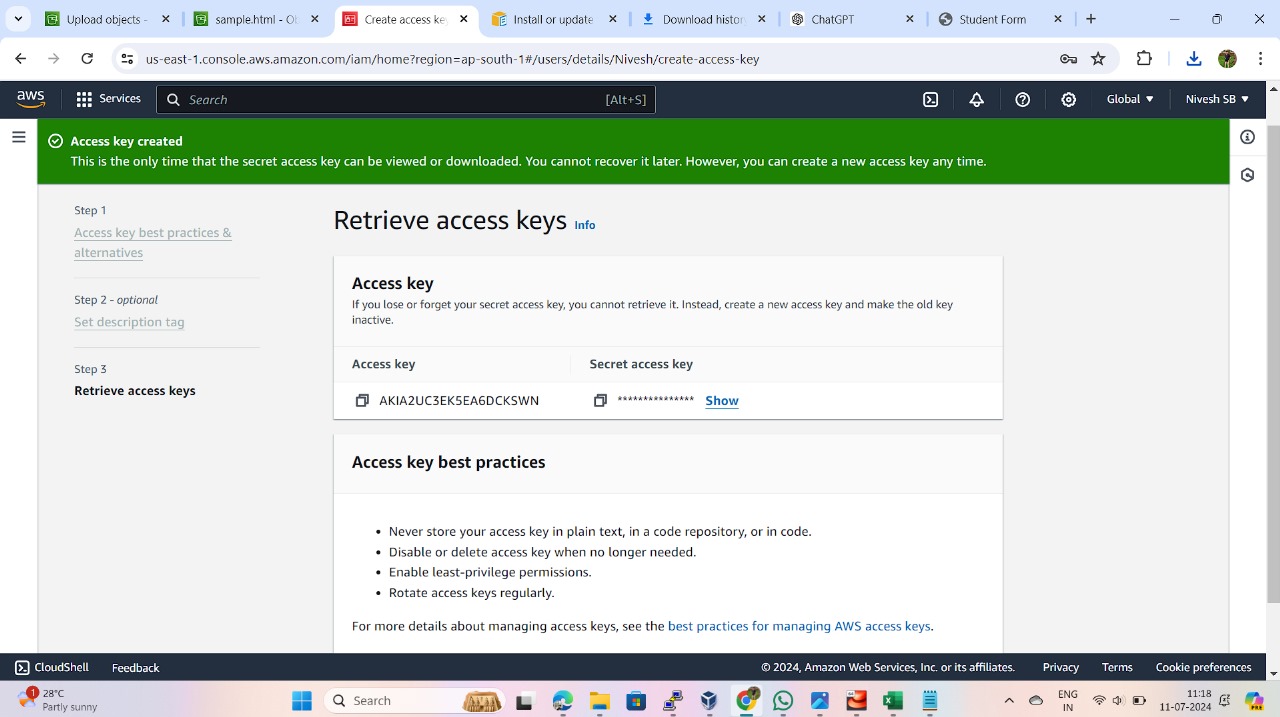 Uploaded objects
sample.html - Ob
Create access ke
Install or update
Download histor
ChatGPT
Student Form
us-east-1.console.aws.amazon.com/iam/home?region=ap-south-1#/users/details/Nivesh/create-access-key
aws
Services
Search
[Alt+S]
Global
Nivesh SB
Access key created
This is the only time that the secret access key can be viewed or downloaded. You cannot recover it later. However, you can create a new access key any time.
Step 1
Access key best practices &
alternatives
Step 2 - optional
Set description tag
Step 3
Retrieve access keys
Retrieve access keys Info
Access key
If you lose or forget your secret access key, you cannot retrieve it. Instead, create a new access key and make the old key
inactive.
Access key
Secret access key
AKIA2UC3EK5EA6DCKSWN
*************** Show
Access key best practices
• Never store your access key in plain text, in a code repository, or in code.
• Disable or delete access key when no longer needed.
• Enable least-privilege permissions.
• Rotate access keys regularly.
For more details about managing access keys, see the best practices for managing AWS access keys.
CloudShell
Feedback
© 2024, Amazon Web Services, Inc. or its affiliates.
Privacy
Terms
Cookie preferences
1
28°C
Partly sunny
Search
ENG
IN
11:18
11-07-2024